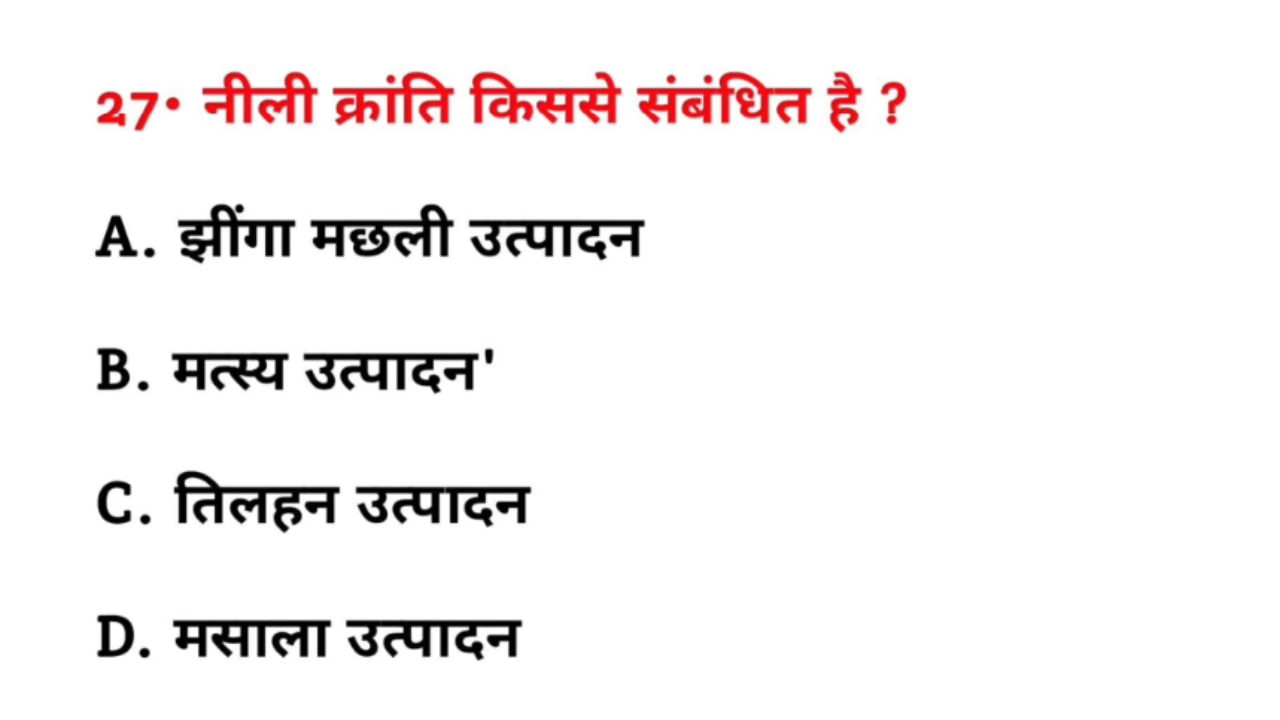 27• नीली क्रांति किससे संबंधित है ?
A. झींगा मछली उत्पादन
B. मत्स्य उत्पादन'
C. तिलहन उत्पादन
D. मसाला उत्पादन